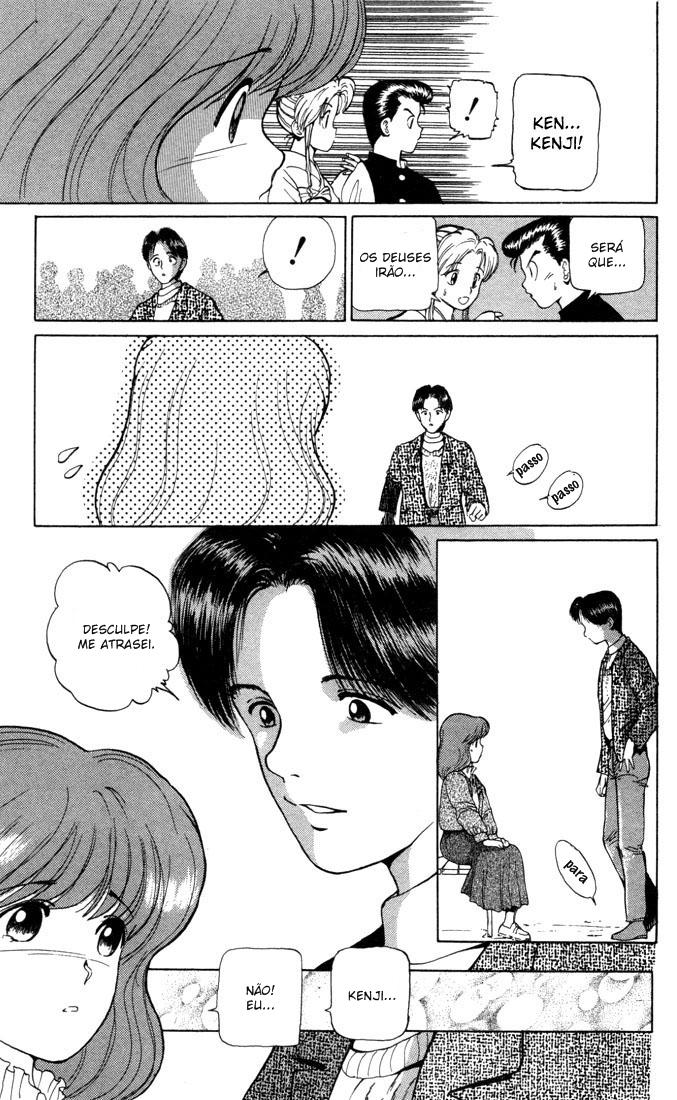 KEN...
KENJI!
!
SERÁ
QUE...
OS DEUSES
IRÃO...
!
passo
passo
para
DESCULPE!
ME ATRASEI.
KENJI...
NÃO!
EU...